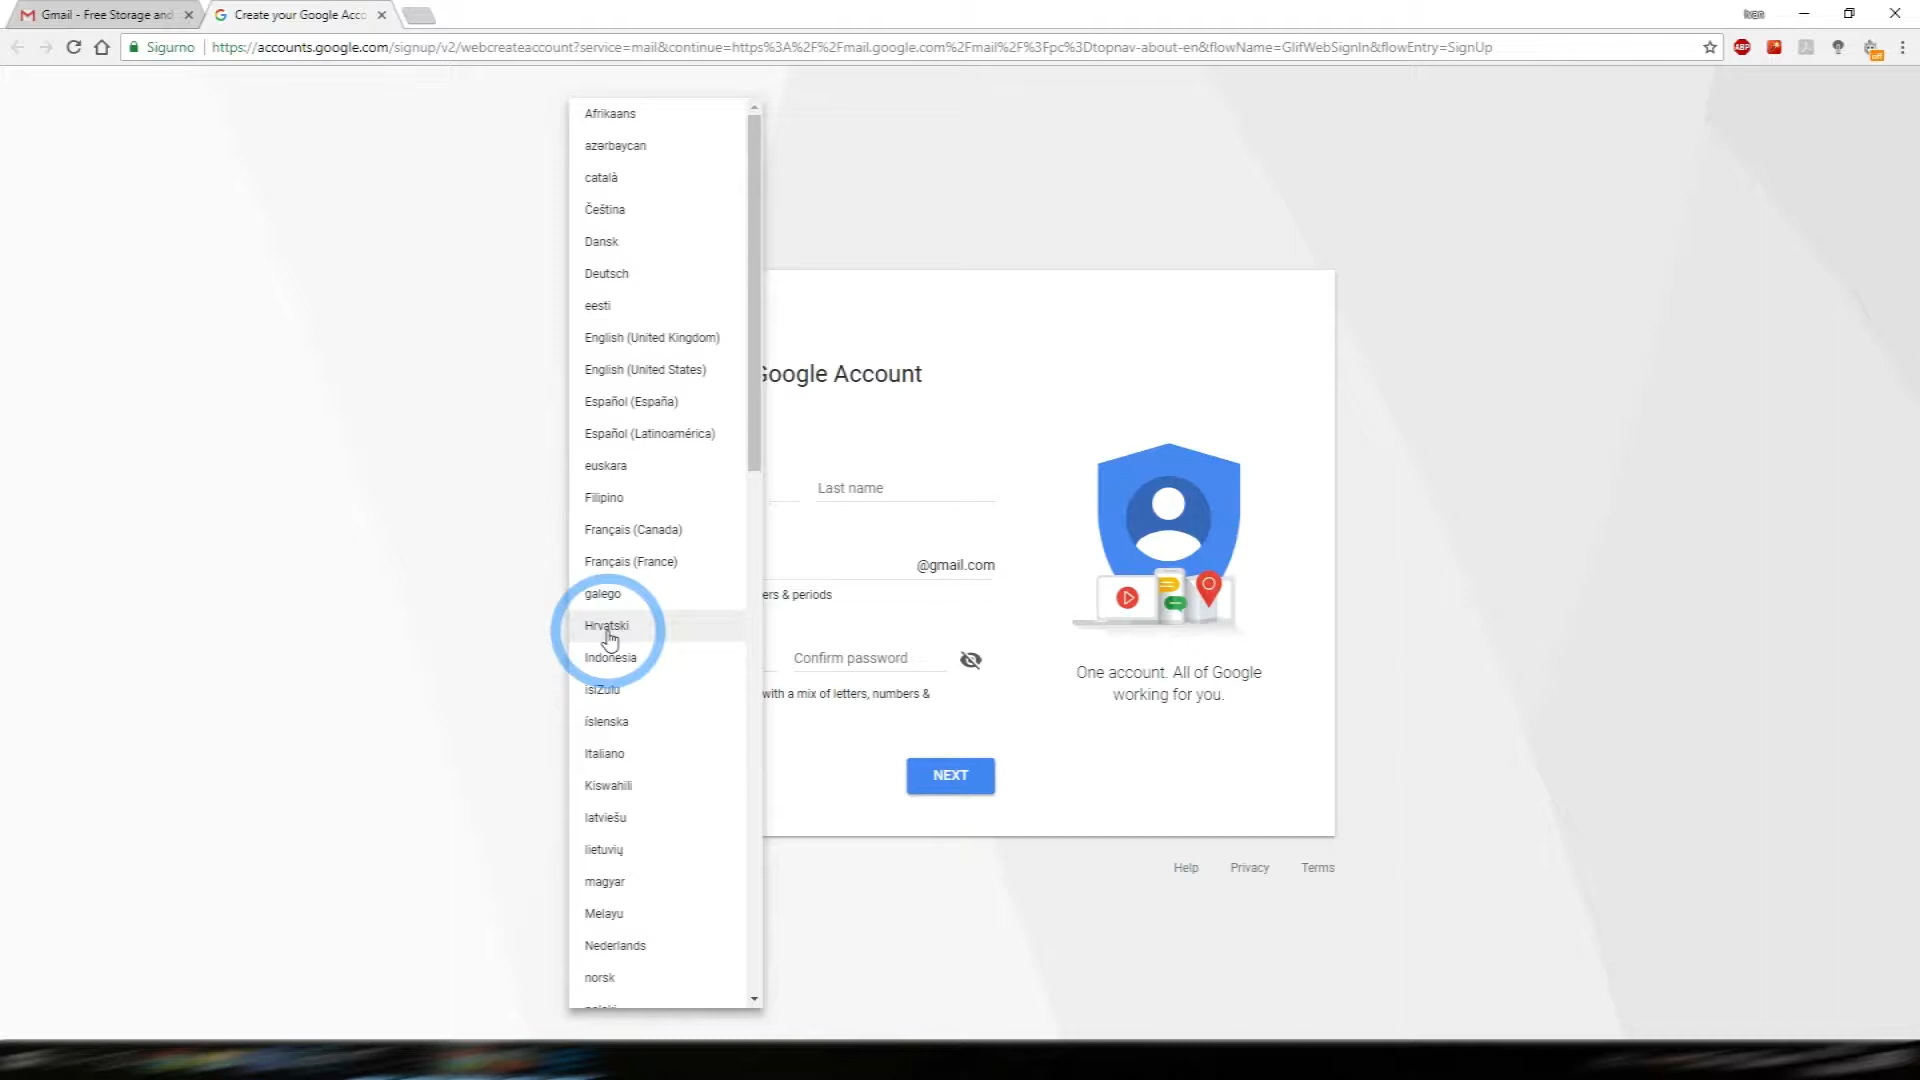 Gmail - Free Storage and
Create your Google Acco
Ivan
Sigurno
https://accounts.google.com/signup/v2/webcreateaccount?service=mail&continue=https%3A%2F%2Fmail.google.com%2Fmail%2F%3Fpc%3Dtopnav-about-en&flowName=GlifWebSignIn&flowEntry=SignUp
ABP
off
Afrikaans
azərbaycan
català
Čeština
Dansk
Deutsch
eesti
English (United Kingdom)
English (United States)
Español (España)
Español (Latinoamérica)
euskara
Filipino
Français (Canada)
Français (France)
galego
Hrvatski
Indonesia
isiZulu
íslenska
Italiano
Kiswahili
latviešu
lietuvių
magyar
Melayu
Nederlands
norsk
Google Account
Last name
@gmail.com
ers & periods
Confirm password
with a mix of letters, numbers &
NEXT
One account. All of Google
working for you.
Help
Privacy
Terms